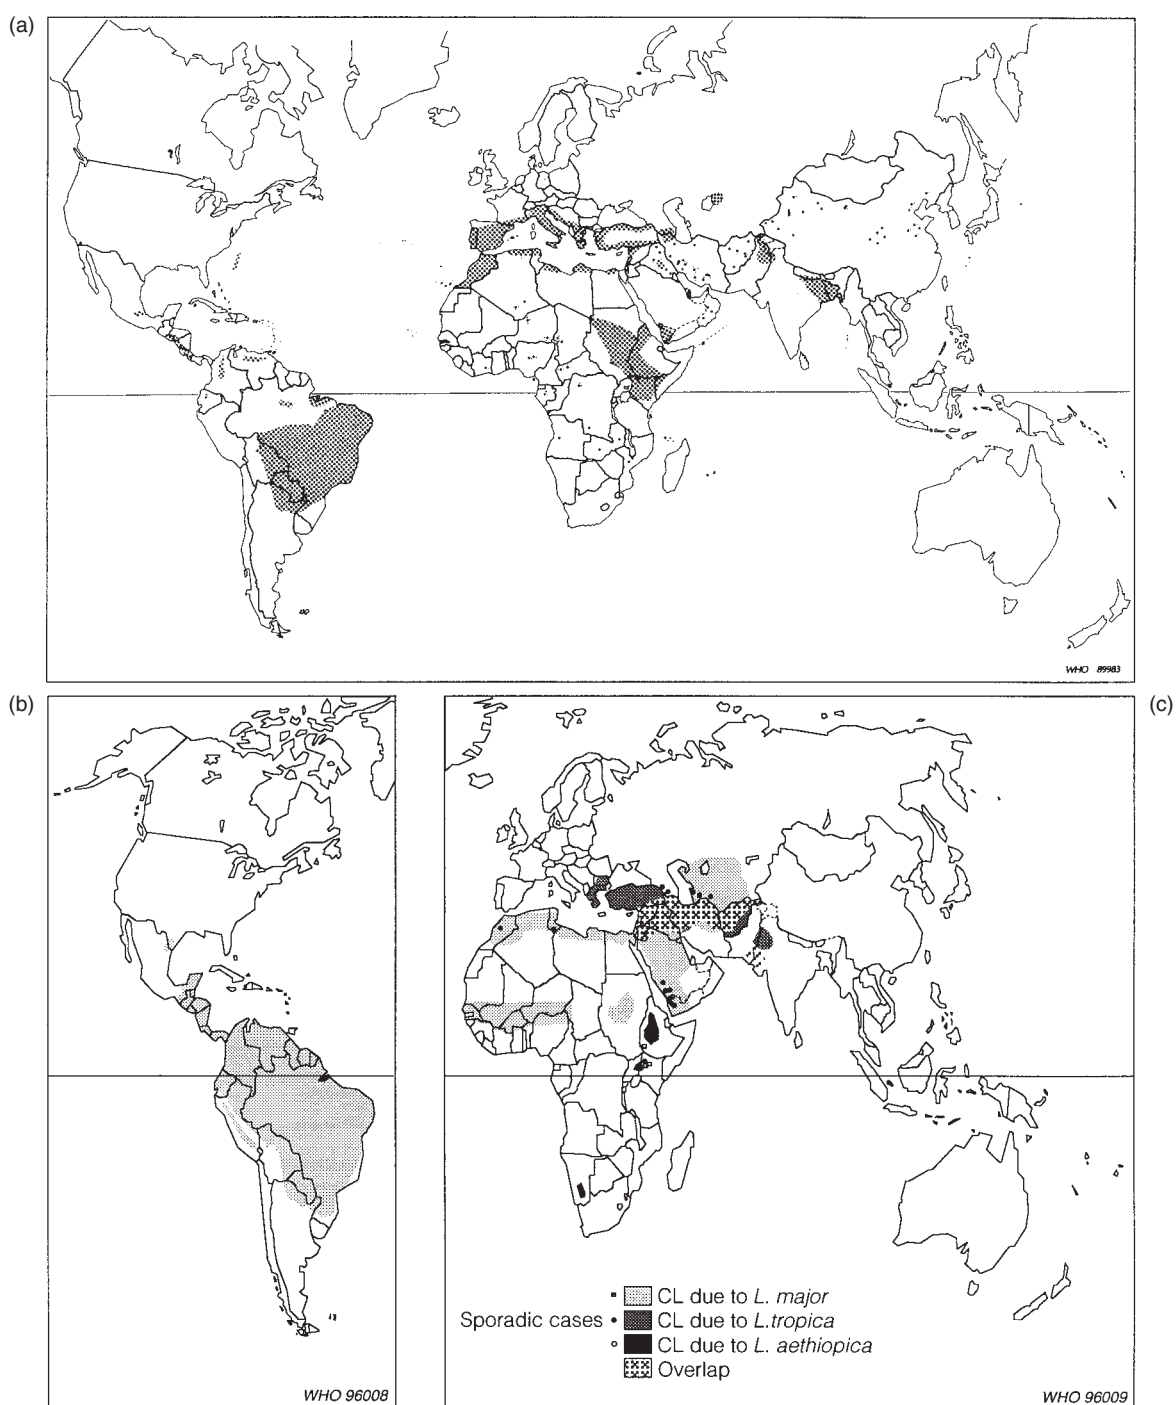 (a)
WHO 89983
(b)
(c)
WHO 96008
Sporadic cases
CL due to L. major
CL due to L.tropica
CL due to L. aethiopica
Overlap
WHO 96009